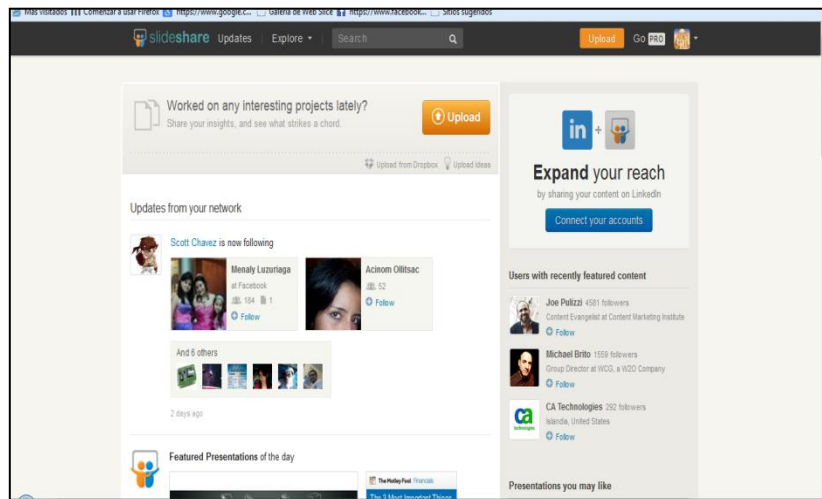 Más visitados Comenzar a usar Firefox https://www.google.c... Galería de Web Slice https://www.facebook... Sitios sugeridos
slideshare Updates Explore Search Upload Go PRO
Worked on any interesting projects lately?
Share your insights, and see what strikes a chord.
Upload
Upload from Dropbox Upload Ideas
Updates from your network
Scott Chavez is now following
Menaly Luzuriaga
at Facebook
184 1
Follow
Acinom Ollitsac
52
Follow
And 6 others
2 days ago
Featured Presentations of the day
The Motley Fool Financials
The 3 Most Important Things
in +
Expand your reach
by sharing your content on LinkedIn
Connect your accounts
Users with recently featured content
Joe Pulizzi 4581 followers
Content Evangelist at Content Marketing Institute
Follow
Michael Brito 1559 followers
Group Director at WCG, a W2O Company
Follow
ca
technologies
CA Technologies 292 followers
Islandia, United States
Follow
Presentations you may like